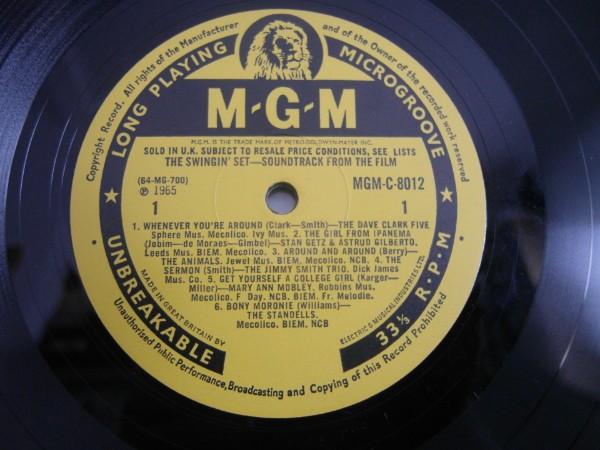 Copyright Record. All rights of the Manufacturer and of the Owner of the recorded work reserved
LONG PLAYING MICROGROOVE
M-G-M
M.G.M. IS THE TRADE MARK OF METRO-GOLDWYN-MAYER INC.
SOLD IN U.K. SUBJECT TO RESALE PRICE CONDITIONS, SEE LISTS
THE SWINGIN' SET—SOUNDTRACK FROM THE FILM
(64-MG-700)
℗ 1965
MGM-C-8012
1 1
1. WHENEVER YOU'RE AROUND (Clark—Smith)—THE DAVE CLARK FIVE
Sphere Mus. Mecolico. Ivy Mus. 2. THE GIRL FROM IPANEMA
(Jobim—de Moraes—Gimbel)—STAN GETZ & ASTRUD GILBERTO,
Leeds Mus. BIEM. Mecolico. 3. AROUND AND AROUND (Berry)—
THE ANIMALS. Jewel Mus. BIEM. Mecolico. NCB. 4. THE
SERMON (Smith)—THE JIMMY SMITH TRIO. Dick James
Mus. Co. 5. GET YOURSELF A COLLEGE GIRL (Karger—
Miller)—MARY ANN MOBLEY. Robbins Mus.
Mecolico. F. Day. NCB. BIEM. Fr. Melodie.
6. BONY MORONIE (Williams)—
THE STANDELLS.
Mecolico. BIEM. NCB
MADE IN GREAT BRITAIN BY
ELECTRIC & MUSICAL INDUSTRIES LTD.
UNBREAKABLE
33⅓ R·P·M
Unauthorised Public Performance, Broadcasting and Copying of this Record Prohibited